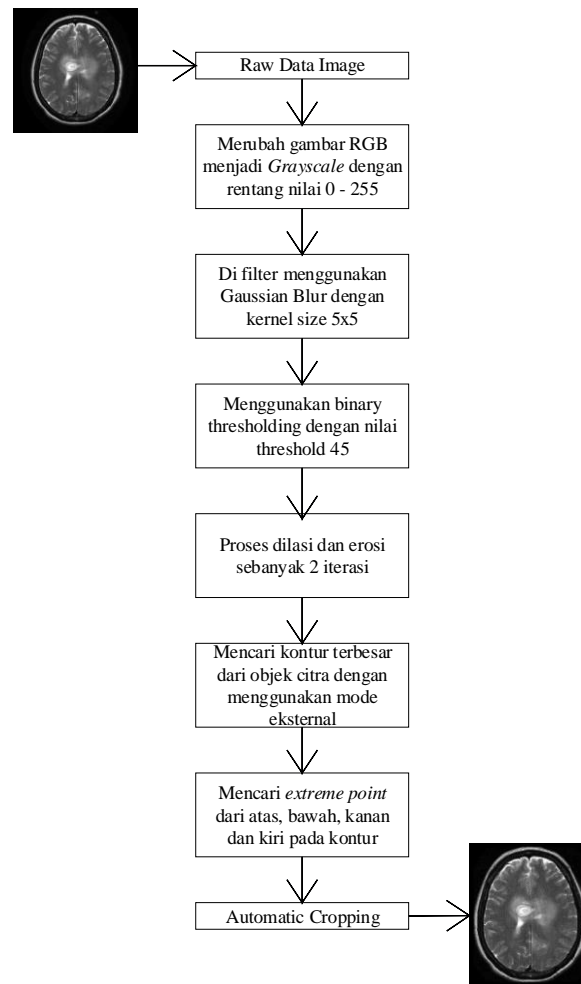 Raw Data Image
Merubah gambar RGB
menjadi Grayscale dengan
rentang nilai 0 - 255
Di filter menggunakan
Gaussian Blur dengan
kernel size 5x5
Menggunakan binary
thresholding dengan nilai
threshold 45
Proses dilasi dan erosi
sebanyak 2 iterasi
Mencari kontur terbesar
dari objek citra dengan
menggunakan mode
eksternal
Mencari extreme point
dari atas, bawah, kanan
dan kiri pada kontur
Automatic Cropping